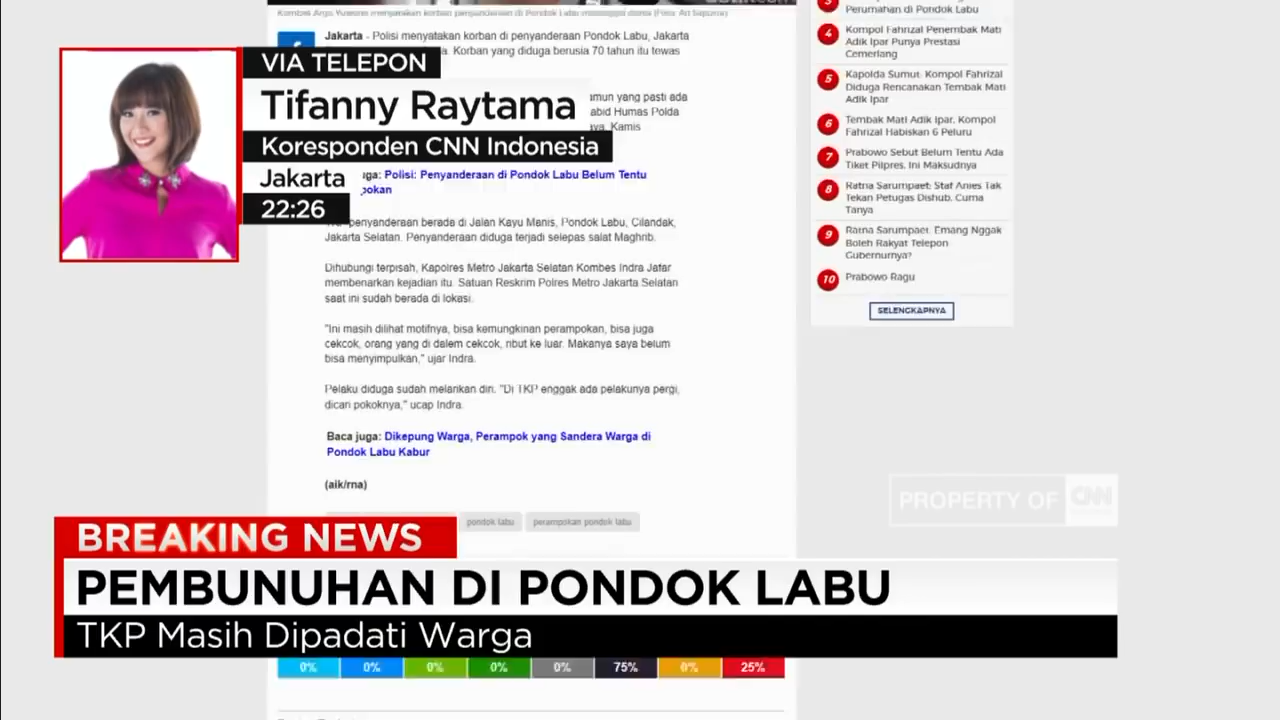 Jakarta - Polisi menyatakan korban di penyanderaan Pondok Labu, Jakarta
a. Korban yang diduga berusia 70 tahun itu tewas
VIA TELEPON
Tifanny Raytama
Koresponden CNN Indonesia
Jakarta
22:26
amun yang pasti ada
abid Humas Polda
aya, Kamis
uga: Polisi: Penyanderaan di Pondok Labu Belum Tentu
pokan
penyanderaan berada di Jalan Kayu Manis, Pondok Labu, Cilandak,
Jakarta Selatan. Penyanderaan diduga terjadi selepas salat Maghrib.
Dihubungi terpisah, Kapolres Metro Jakarta Selatan Kombes Indra Jafar
membenarkan kejadian itu. Satuan Reskrim Polres Metro Jakarta Selatan
saat ini sudah berada di lokasi.
"Ini masih dilihat motifnya, bisa kemungkinan perampokan, bisa juga
cekcok, orang yang di dalem cekcok, ribut ke luar. Makanya saya belum
bisa menyimpulkan," ujar Indra.
Pelaku diduga sudah melarikan diri. "Di TKP enggak ada pelakunya pergi,
dicari pokoknya," ucap Indra.
Baca juga: Dikepung Warga, Perampok yang Sandera Warga di
Pondok Labu Kabur
(aik/rna)
pondok labu
perampokan pondok labu
3
Perumahan di Pondok Labu
4 Kompol Fahrizal Penembak Mati
Adik Ipar Punya Prestasi
Cemerlang
5 Kapolda Sumut: Kompol Fahrizal
Diduga Rencanakan Tembak Mati
Adik Ipar
6 Tembak Mati Adik Ipar, Kompol
Fahrizal Habiskan 6 Peluru
7 Prabowo Sebut Belum Tentu Ada
Tiket Pilpres, Ini Maksudnya
8 Ratna Sarumpaet: Staf Anies Tak
Tekan Petugas Dishub, Cuma
Tanya
9 Ratna Sarumpaet: Emang Nggak
Boleh Rakyat Telepon
Gubernurnya?
10 Prabowo Ragu
SELENGKAPNYA
PROPERTY OF CNN
BREAKING NEWS
PEMBUNUHAN DI PONDOK LABU
TKP Masih Dipadati Warga
0% 0% 0% 0% 0% 75% 0% 25%